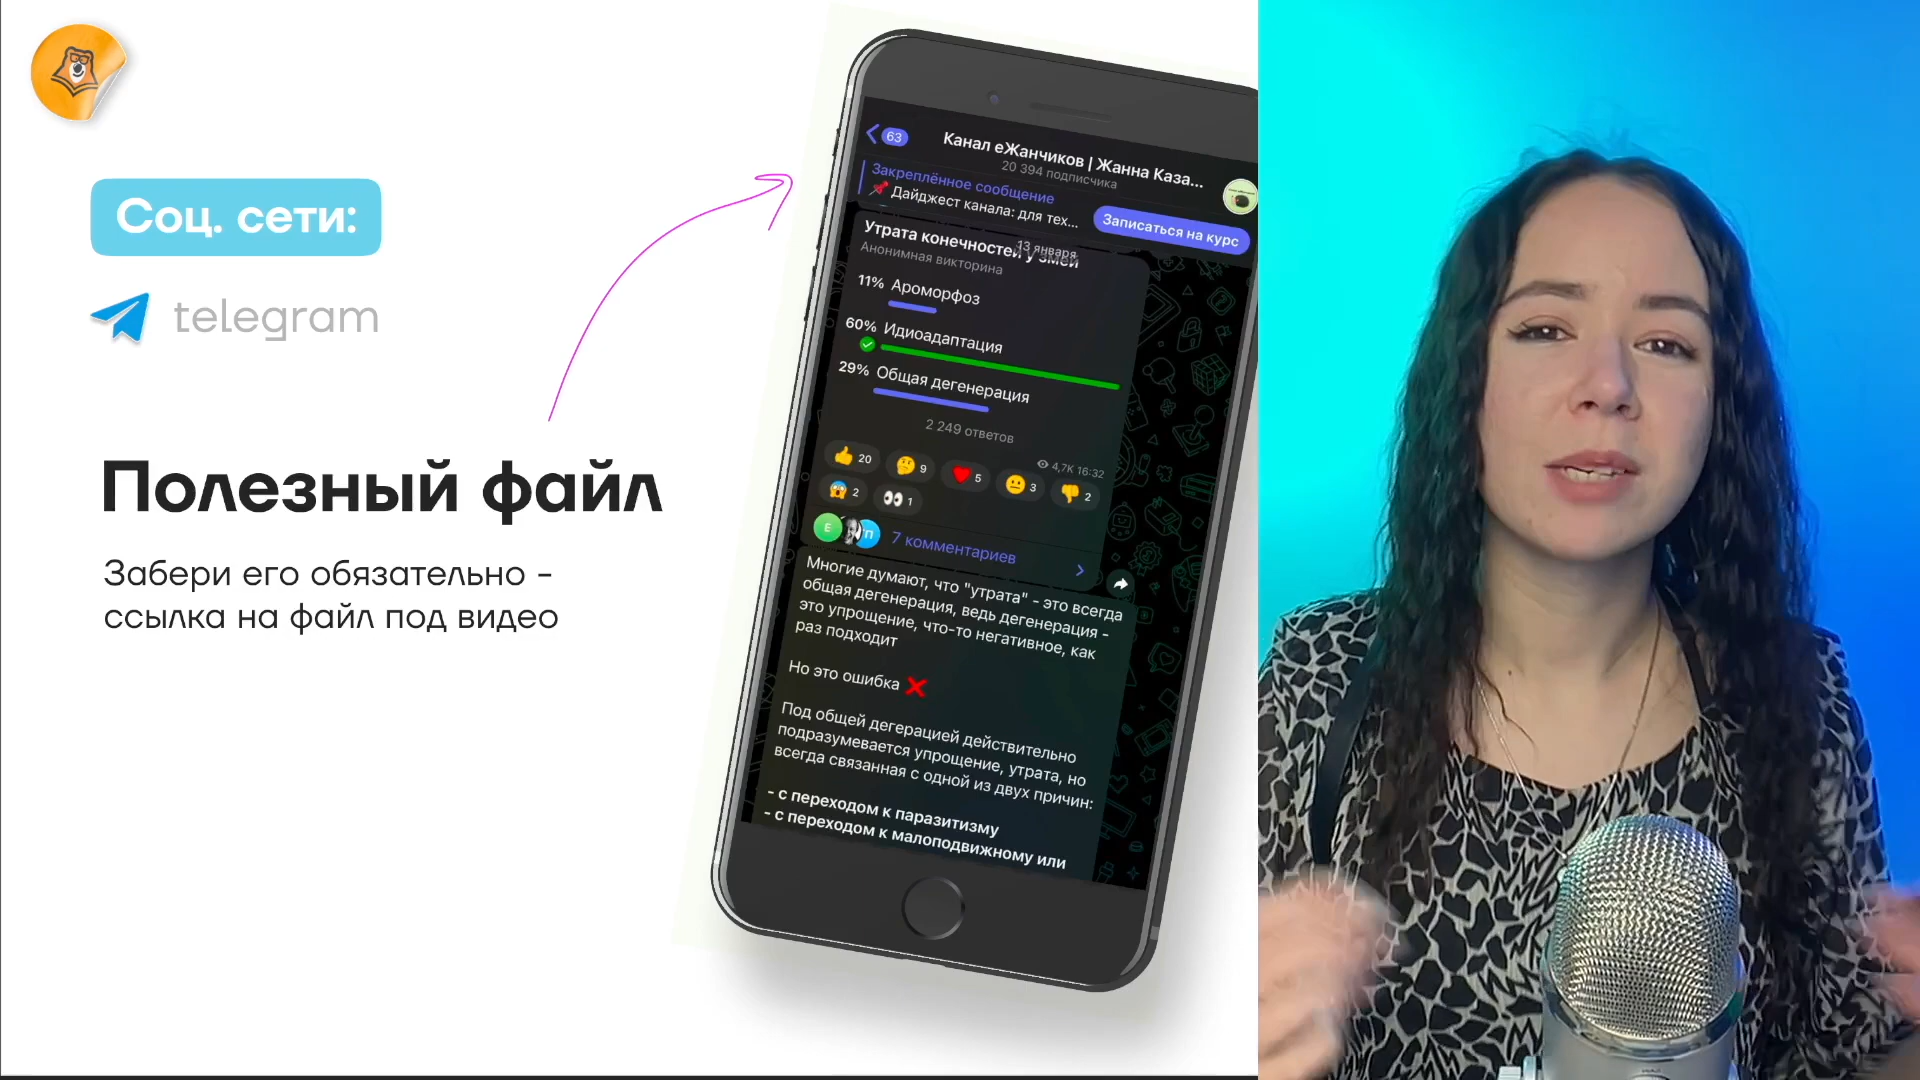 Соц. сети:
telegram
Полезный файл
Забери его обязательно -
ссылка на файл под видео
63
Канал еЖанчиков | Жанна Каза...
20 394 подписчика
Закреплённое сообщение
Дайджест канала: для тех...
Записаться на курс
13 января
Утрата конечностей у змей
Анонимная викторина
11% Ароморфоз
60% Идиоадаптация
29% Общая дегенерация
2 249 ответов
20 9 5 3 2
4,7K 16:32
2 1
Е П
7 комментариев
Многие думают, что "утрата" - это всегда
общая дегенерация, ведь дегенерация -
это упрощение, что-то негативное, как
раз подходит
Но это ошибка
Под общей дегерацией действительно
подразумевается упрощение, утрата, но
всегда связанная с одной из двух причин:
- с переходом к паразитизму
- с переходом к малоподвижному или